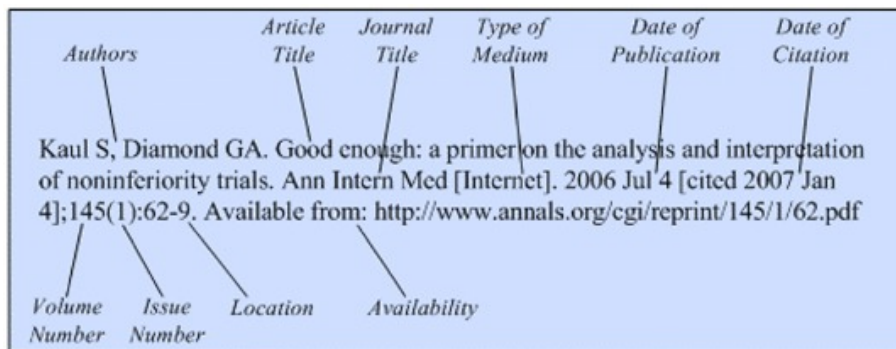 Authors
Article Title
Journal Title
Type of Medium
Date of Publication
Date of Citation
Kaul S, Diamond GA. Good enough: a primer on the analysis and interpretation
of noninferiority trials. Ann Intern Med [Internet]. 2006 Jul 4 [cited 2007 Jan
4];145(1):62-9. Available from: http://www.annals.org/cgi/reprint/145/1/62.pdf
Volume Number
Issue Number
Location
Availability